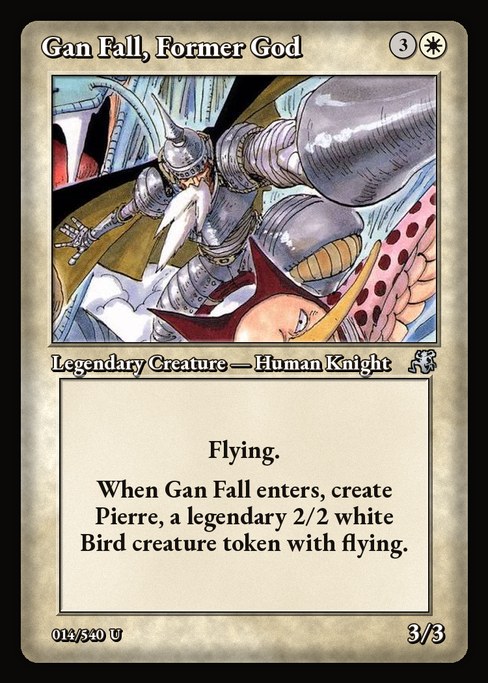 Gan Fall, Former God 3
Legendary Creature — Human Knight
Flying.
When Gan Fall enters, create
Pierre, a legendary 2/2 white
Bird creature token with flying.
014/540 U 3/3